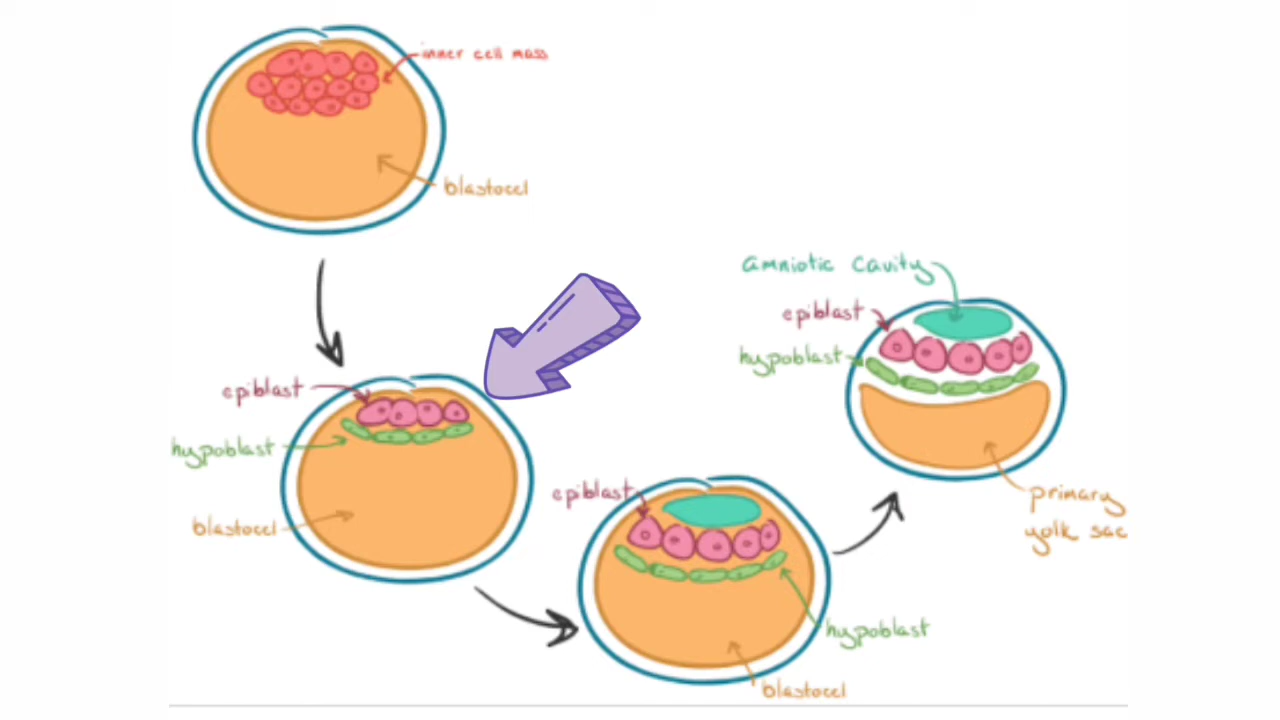 inner cell mass
blastocel
epiblast
hypoblast
blastocel
epiblast
hypoblast
blastocel
amniotic cavity
epiblast
hypoblast
primary
yolk sac